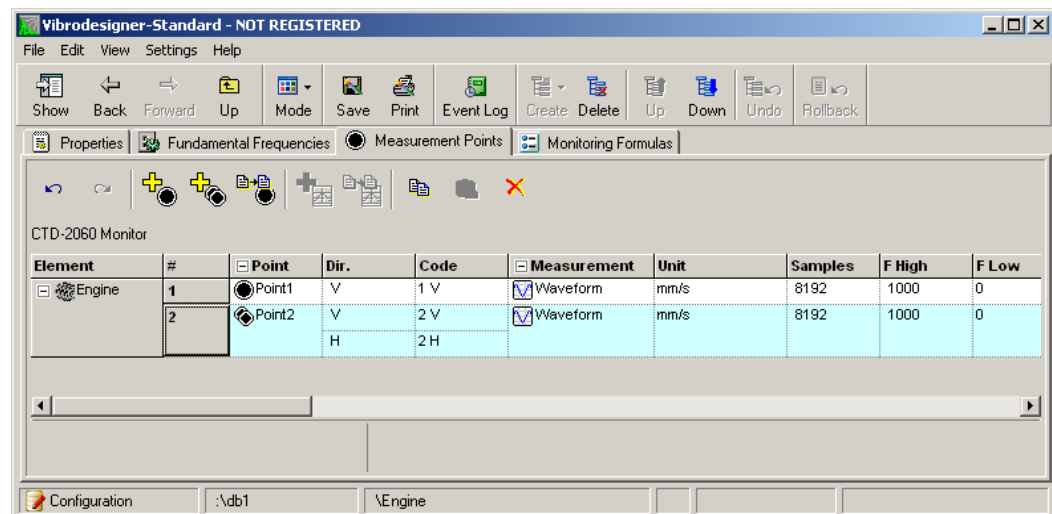 Vibrodesigner-Standard - NOT REGISTERED
File Edit View Settings Help
Show Back Forward Up Mode Save Print Event Log Create Delete Up Down Undo Rollback
Properties Fundamental Frequencies Measurement Points Monitoring Formulas
CTD-2060 Monitor
Element # Point Dir. Code Measurement Unit Samples F High F Low
Engine 1 Point1 V 1 V Waveform mm/s 8192 1000 0
2 Point2 V 2 V Waveform mm/s 8192 1000 0
H 2 H
Configuration :\db1 \Engine